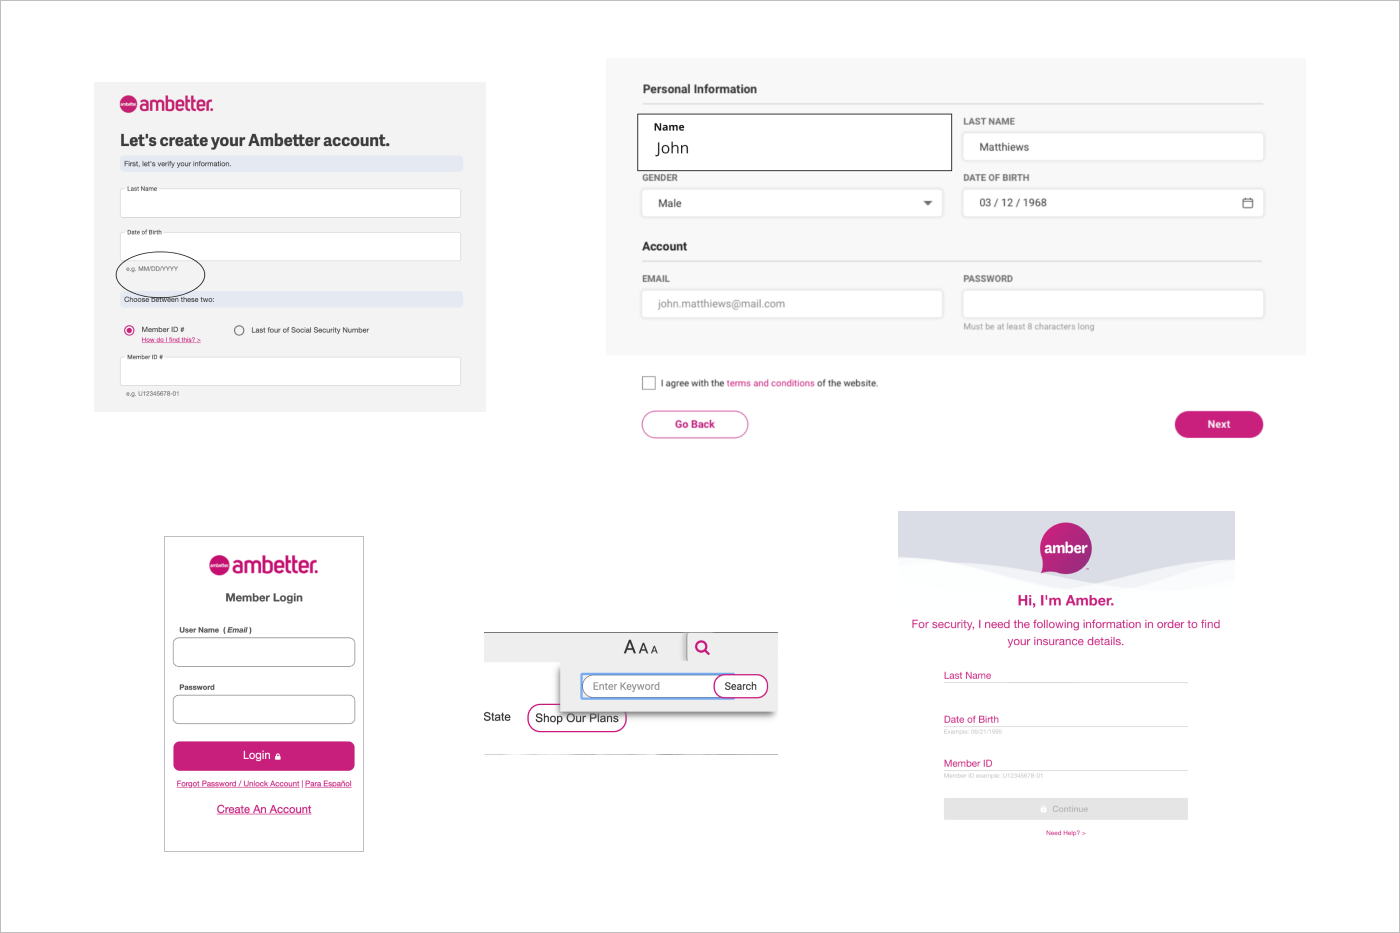 ambetter ambetter.
Let's create your Ambetter account.
First, let's verify your information.
Last Name
Date of Birth
e.g. MM/DD/YYYY
Choose between these two:
Member ID #
How do I find this? >
Last four of Social Security Number
Member ID #
e.g. U12345678-01
Personal Information
Name
John
LAST NAME
Matthiews
GENDER
Male
DATE OF BIRTH
03 / 12 / 1968
Account
EMAIL
john.matthiews@mail.com
PASSWORD
Must be at least 8 characters long
I agree with the terms and conditions of the website.
Go Back
Next
ambetter ambetter.
Member Login
User Name ( Email )
Password
Login
Forgot Password / Unlock Account | Para Español
Create An Account
A A A
Enter Keyword
Search
State
Shop Our Plans
amber
Hi, I'm Amber.
For security, I need the following information in order to find
your insurance details.
Last Name
Date of Birth
Example: 09/21/1995
Member ID
Member ID example: U12345678-01
Continue
Need Help? >